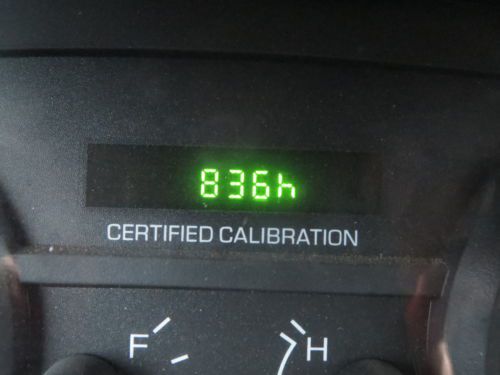 836h
CERTIFIED CALIBRATION
F H